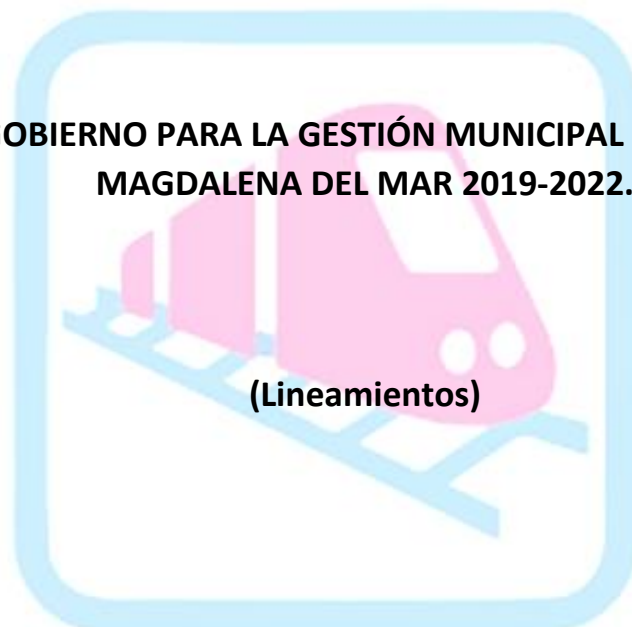 OBIERNO PARA LA GESTIÓN MUNICIPAL
MAGDALENA DEL MAR 2019-2022.
(Lineamientos)